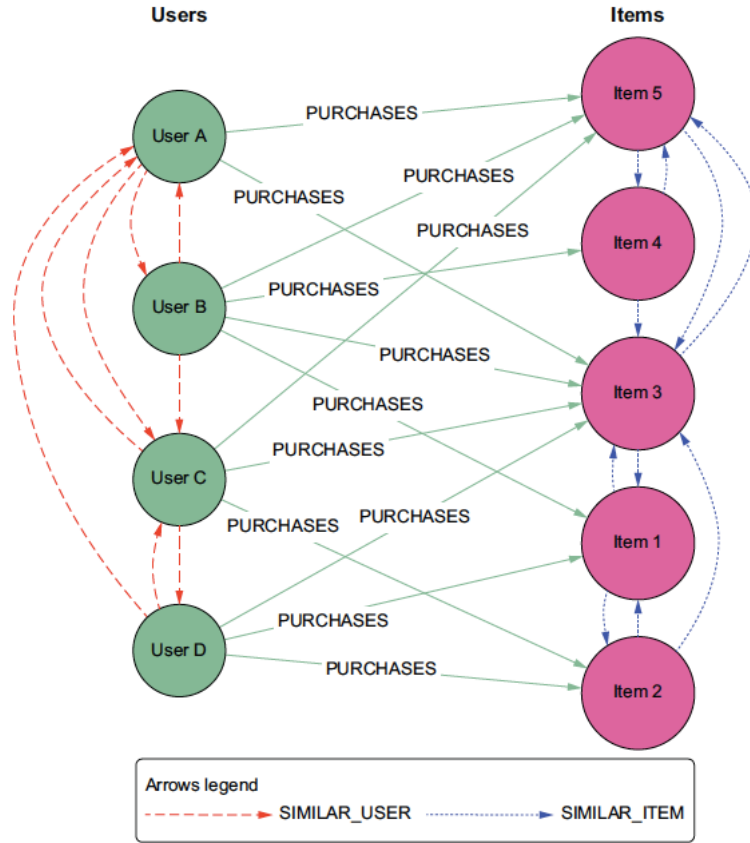 Users
Items
Item 5
PURCHASES
User A
PURCHASES
PURCHASES
PURCHASES
Item 4
PURCHASES
User B
PURCHASES
Item 3
PURCHASES
PURCHASES
User C
PURCHASES
PURCHASES
Item 1
PURCHASES
User D
PURCHASES
Item 2
Arrows legend
SIMILAR_USER
SIMILAR_ITEM